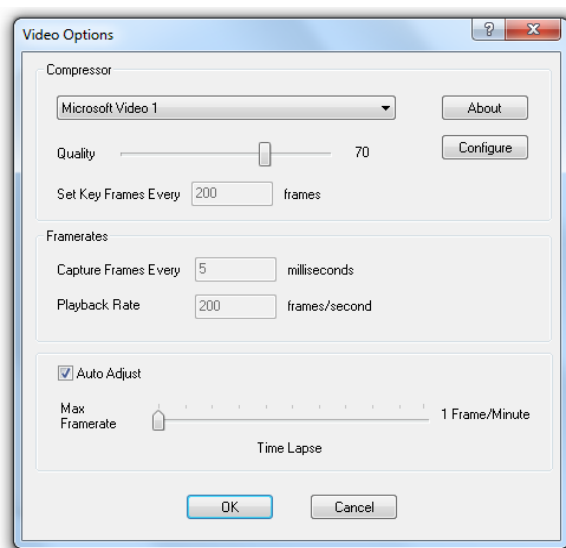 Video Options
?
Compressor
Microsoft Video 1
About
Quality
70
Configure
Set Key Frames Every 200 frames
Framerates
Capture Frames Every 5 milliseconds
Playback Rate 200 frames/second
Auto Adjust
Max
Framerate
1 Frame/Minute
Time Lapse
OK
Cancel